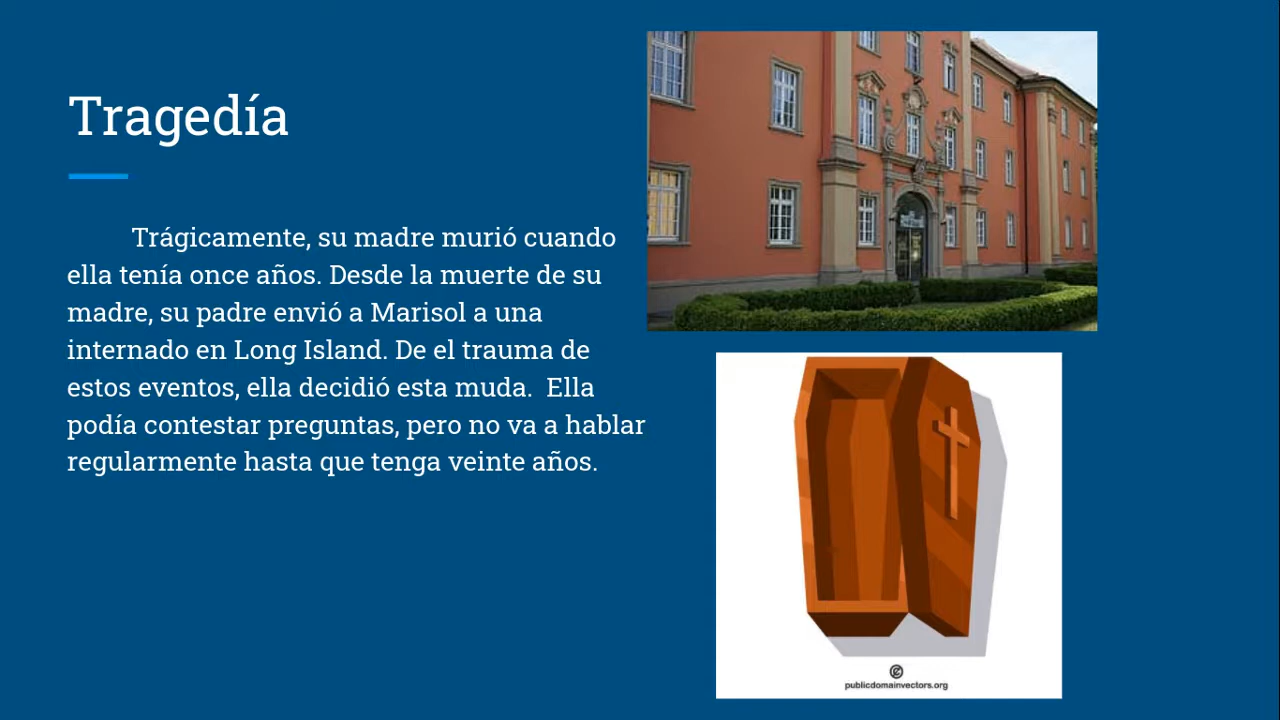 Tragedía
Trágicamente, su madre murió cuando
ella tenía once años. Desde la muerte de su
madre, su padre envió a Marisol a una
internado en Long Island. De el trauma de
estos eventos, ella decidió esta muda.  Ella
podía contestar preguntas, pero no va a hablar
regularmente hasta que tenga veinte años.
publicdomainvectors.org